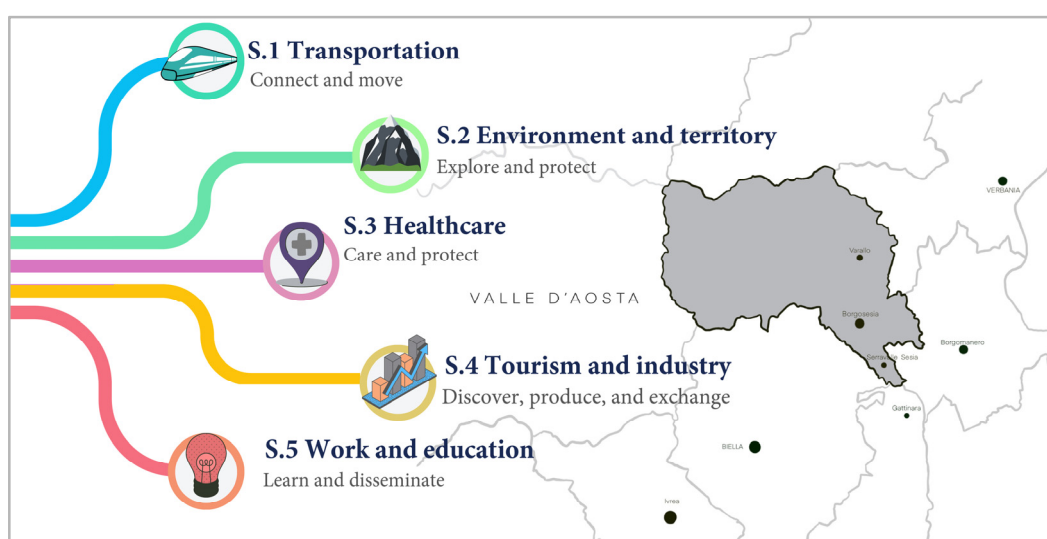 S.1 Transportation
Connect and move
S.2 Environment and territory
Explore and protect
S.3 Healthcare
Care and protect
S.4 Tourism and industry
Discover, produce, and exchange
S.5 Work and education
Learn and disseminate
VALLE D'AOSTA
VERBANIA
Varallo
Borgosesia
Serravalle Sesia
Borgomanero
Gattinara
BIELLA
Ivrea